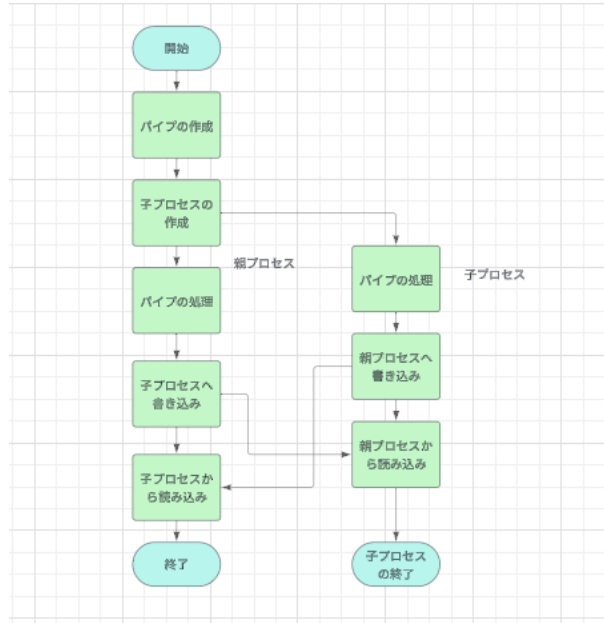 開始
パイプの作成
子プロセスの
作成
親プロセス
パイプの処理
子プロセスへ
書き込み
子プロセスか
ら読み込み
終了
子プロセス
パイプの処理
親プロセスへ
書き込み
親プロセスか
ら読み込み
子プロセス
の終了